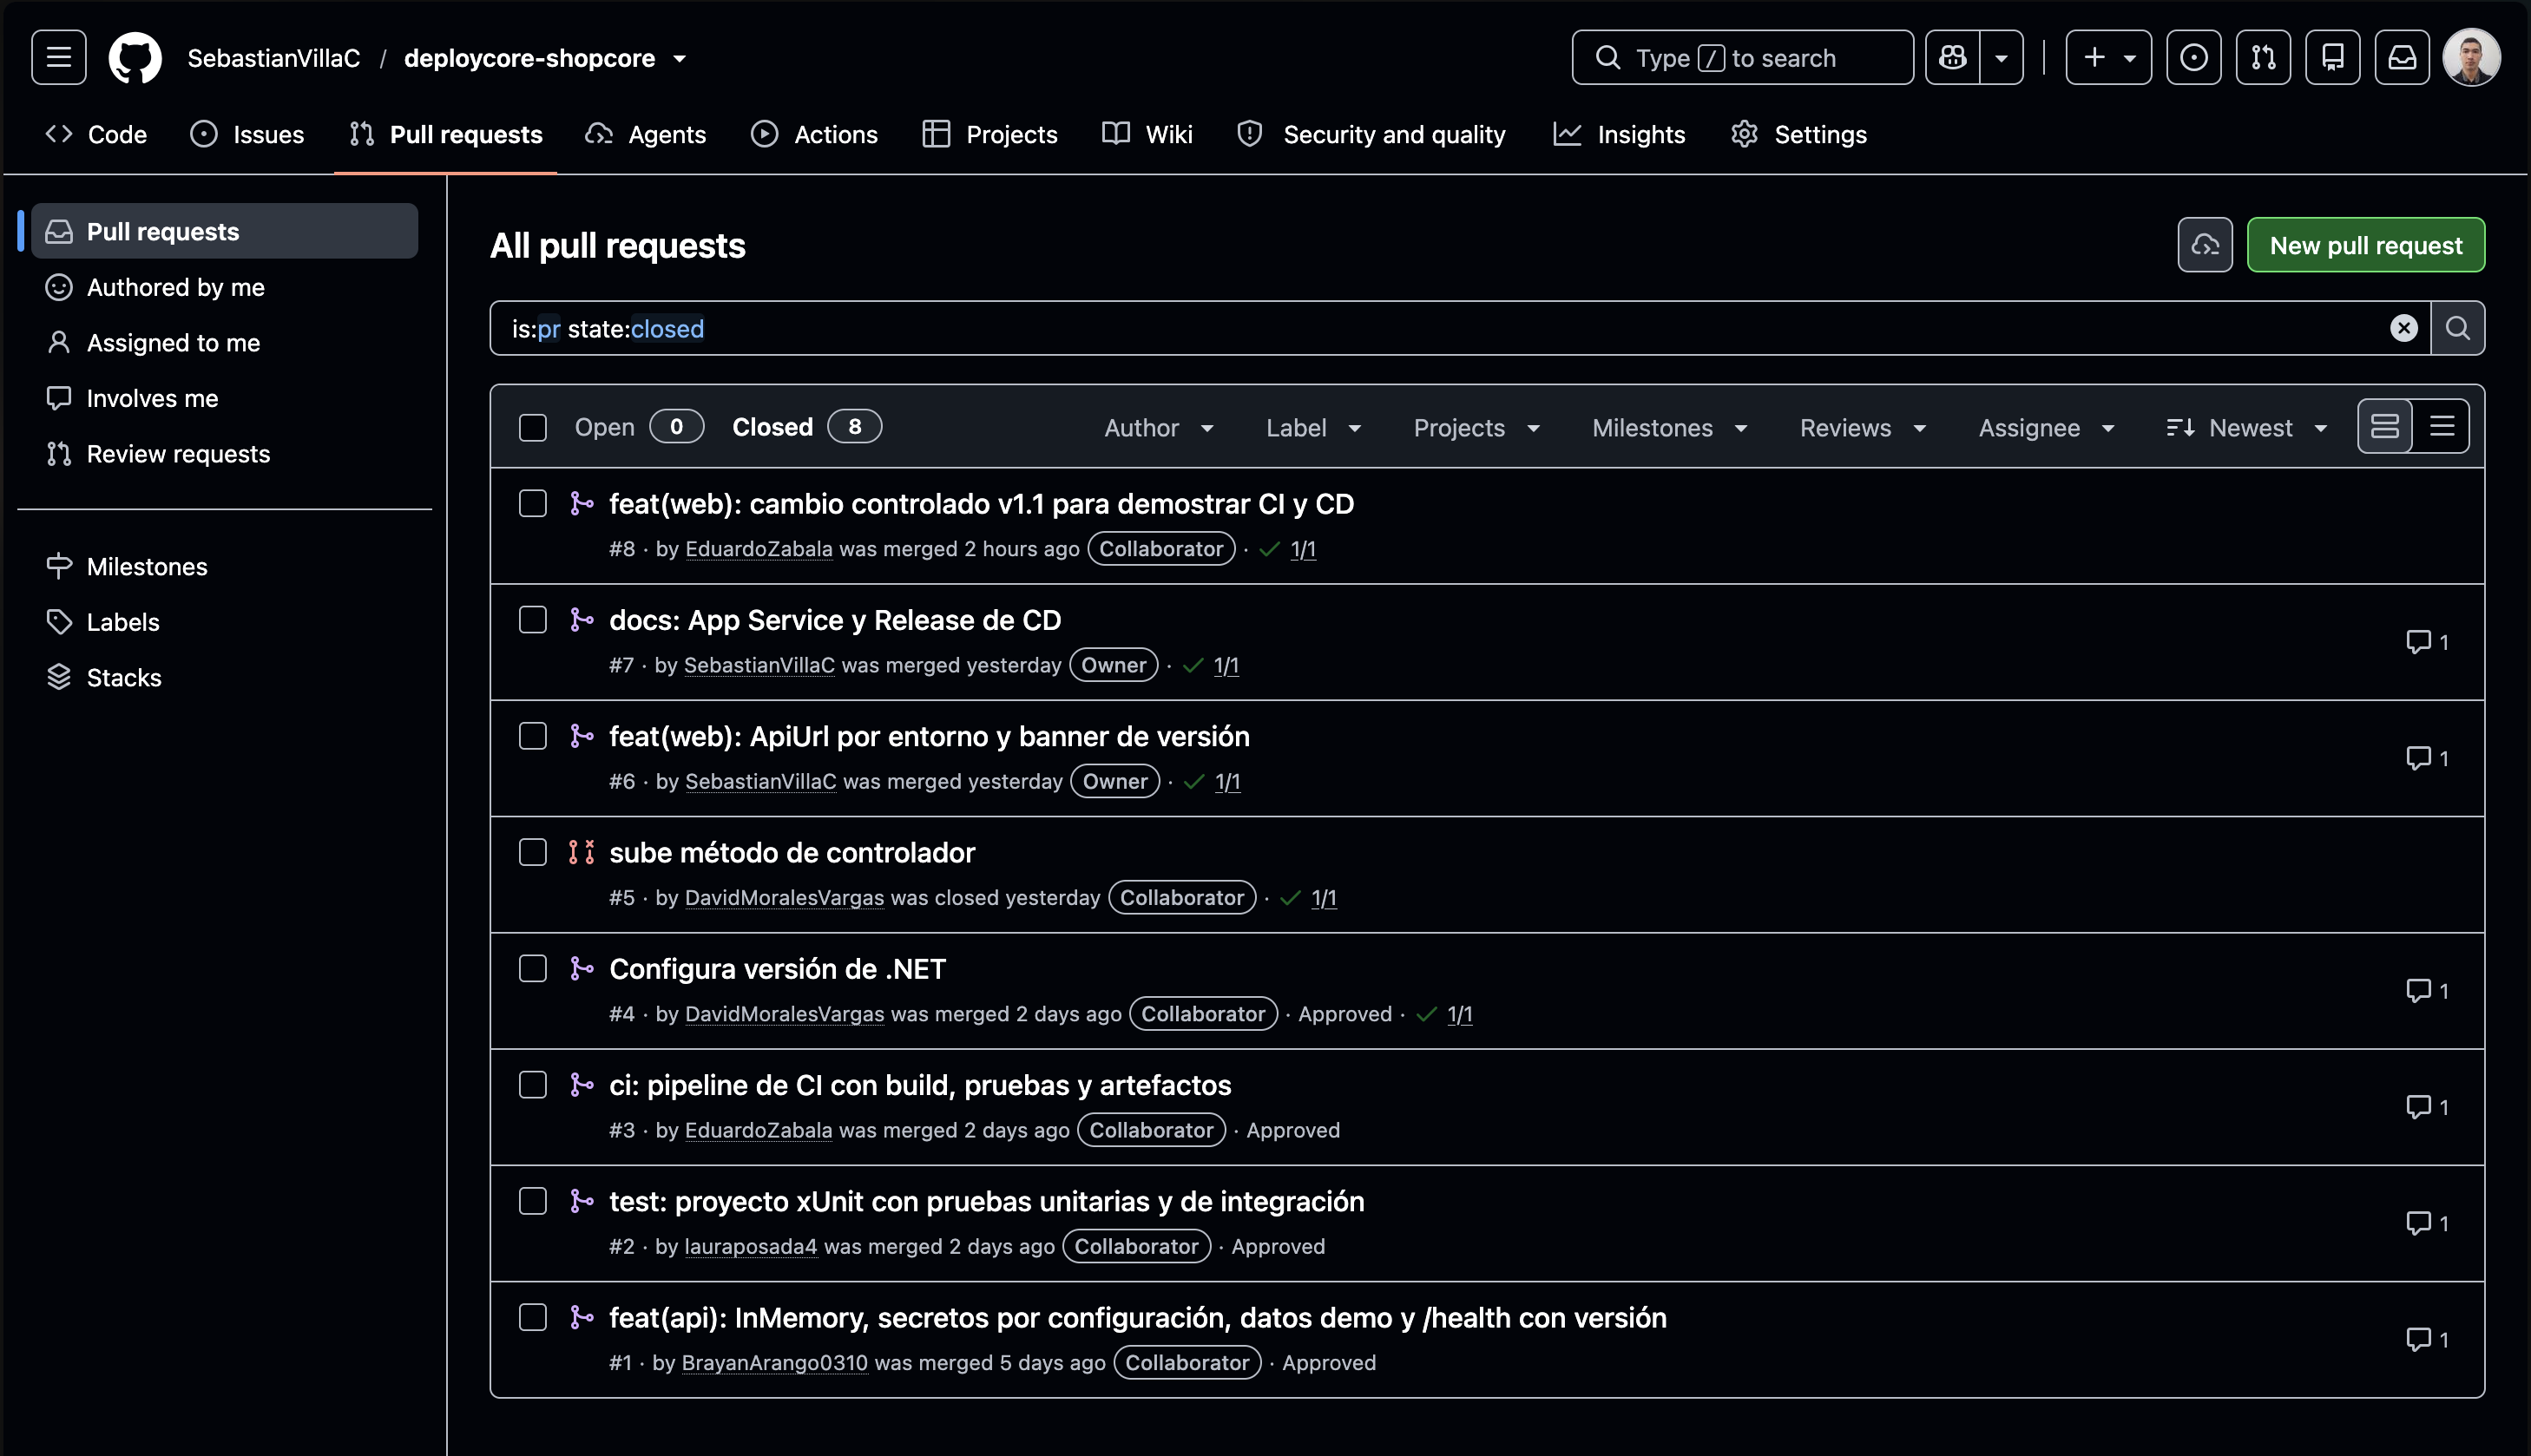 SebastianVillaC / deploycore-shopcore
Type / to search
Code Issues Pull requests Agents Actions Projects Wiki Security and quality Insights Settings
Pull requests
Authored by me
Assigned to me
Involves me
Review requests
Milestones
Labels
Stacks
All pull requests
New pull request
is:pr state:closed
Open 0 Closed 8 Author Label Projects Milestones Reviews Assignee Newest
feat(web): cambio controlado v1.1 para demostrar CI y CD
#8 · by EduardoZabala was merged 2 hours ago Collaborator · 1/1
docs: App Service y Release de CD
#7 · by SebastianVillaC was merged yesterday Owner · 1/1
1
feat(web): ApiUrl por entorno y banner de versión
#6 · by SebastianVillaC was merged yesterday Owner · 1/1
1
sube método de controlador
#5 · by DavidMoralesVargas was closed yesterday Collaborator · 1/1
Configura versión de .NET
#4 · by DavidMoralesVargas was merged 2 days ago Collaborator · Approved · 1/1
1
ci: pipeline de CI con build, pruebas y artefactos
#3 · by EduardoZabala was merged 2 days ago Collaborator · Approved
1
test: proyecto xUnit con pruebas unitarias y de integración
#2 · by lauraposada4 was merged 2 days ago Collaborator · Approved
1
feat(api): InMemory, secretos por configuración, datos demo y /health con versión
#1 · by BrayanArango0310 was merged 5 days ago Collaborator · Approved
1